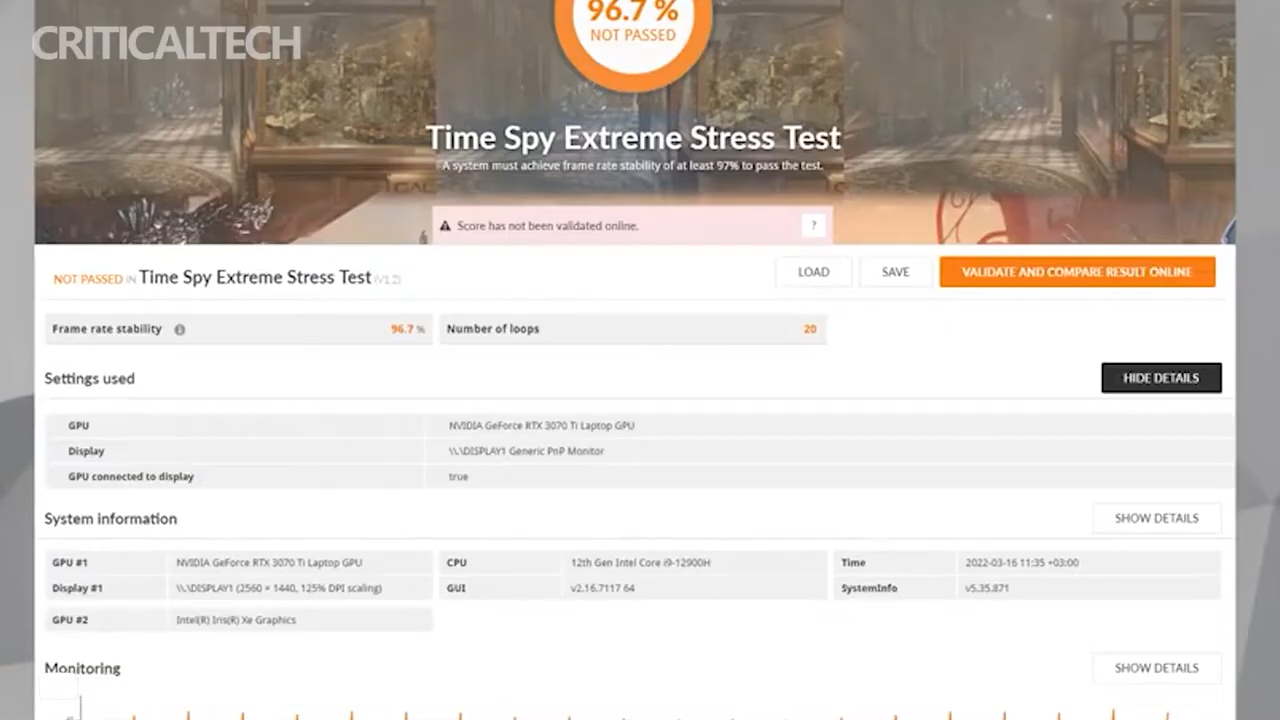 CRITICALTECH
96.7 %
NOT PASSED
Time Spy Extreme Stress Test
A system must achieve frame rate stability of at least 97% to pass the test.
Score has not been validated online.
?
NOT PASSED IN Time Spy Extreme Stress Test (V1.2)
LOAD
SAVE
VALIDATE AND COMPARE RESULT ONLINE
Frame rate stability 96.7 %
Number of loops 20
Settings used
HIDE DETAILS
GPU NVIDIA GeForce RTX 3070 Ti Laptop GPU
Display \\.\DISPLAY1 Generic PnP Monitor
GPU connected to display true
System information
SHOW DETAILS
GPU #1 NVIDIA GeForce RTX 3070 Ti Laptop GPU
CPU 12th Gen Intel Core i9-12900H
Time 2022-03-16 11:35 +03:00
Display #1 \\.\DISPLAY1 (2560 × 1440, 125% DPI scaling)
GUI v2.16.7117 64
SystemInfo v5.35.871
GPU #2 Intel(R) Iris(R) Xe Graphics
Monitoring
SHOW DETAILS